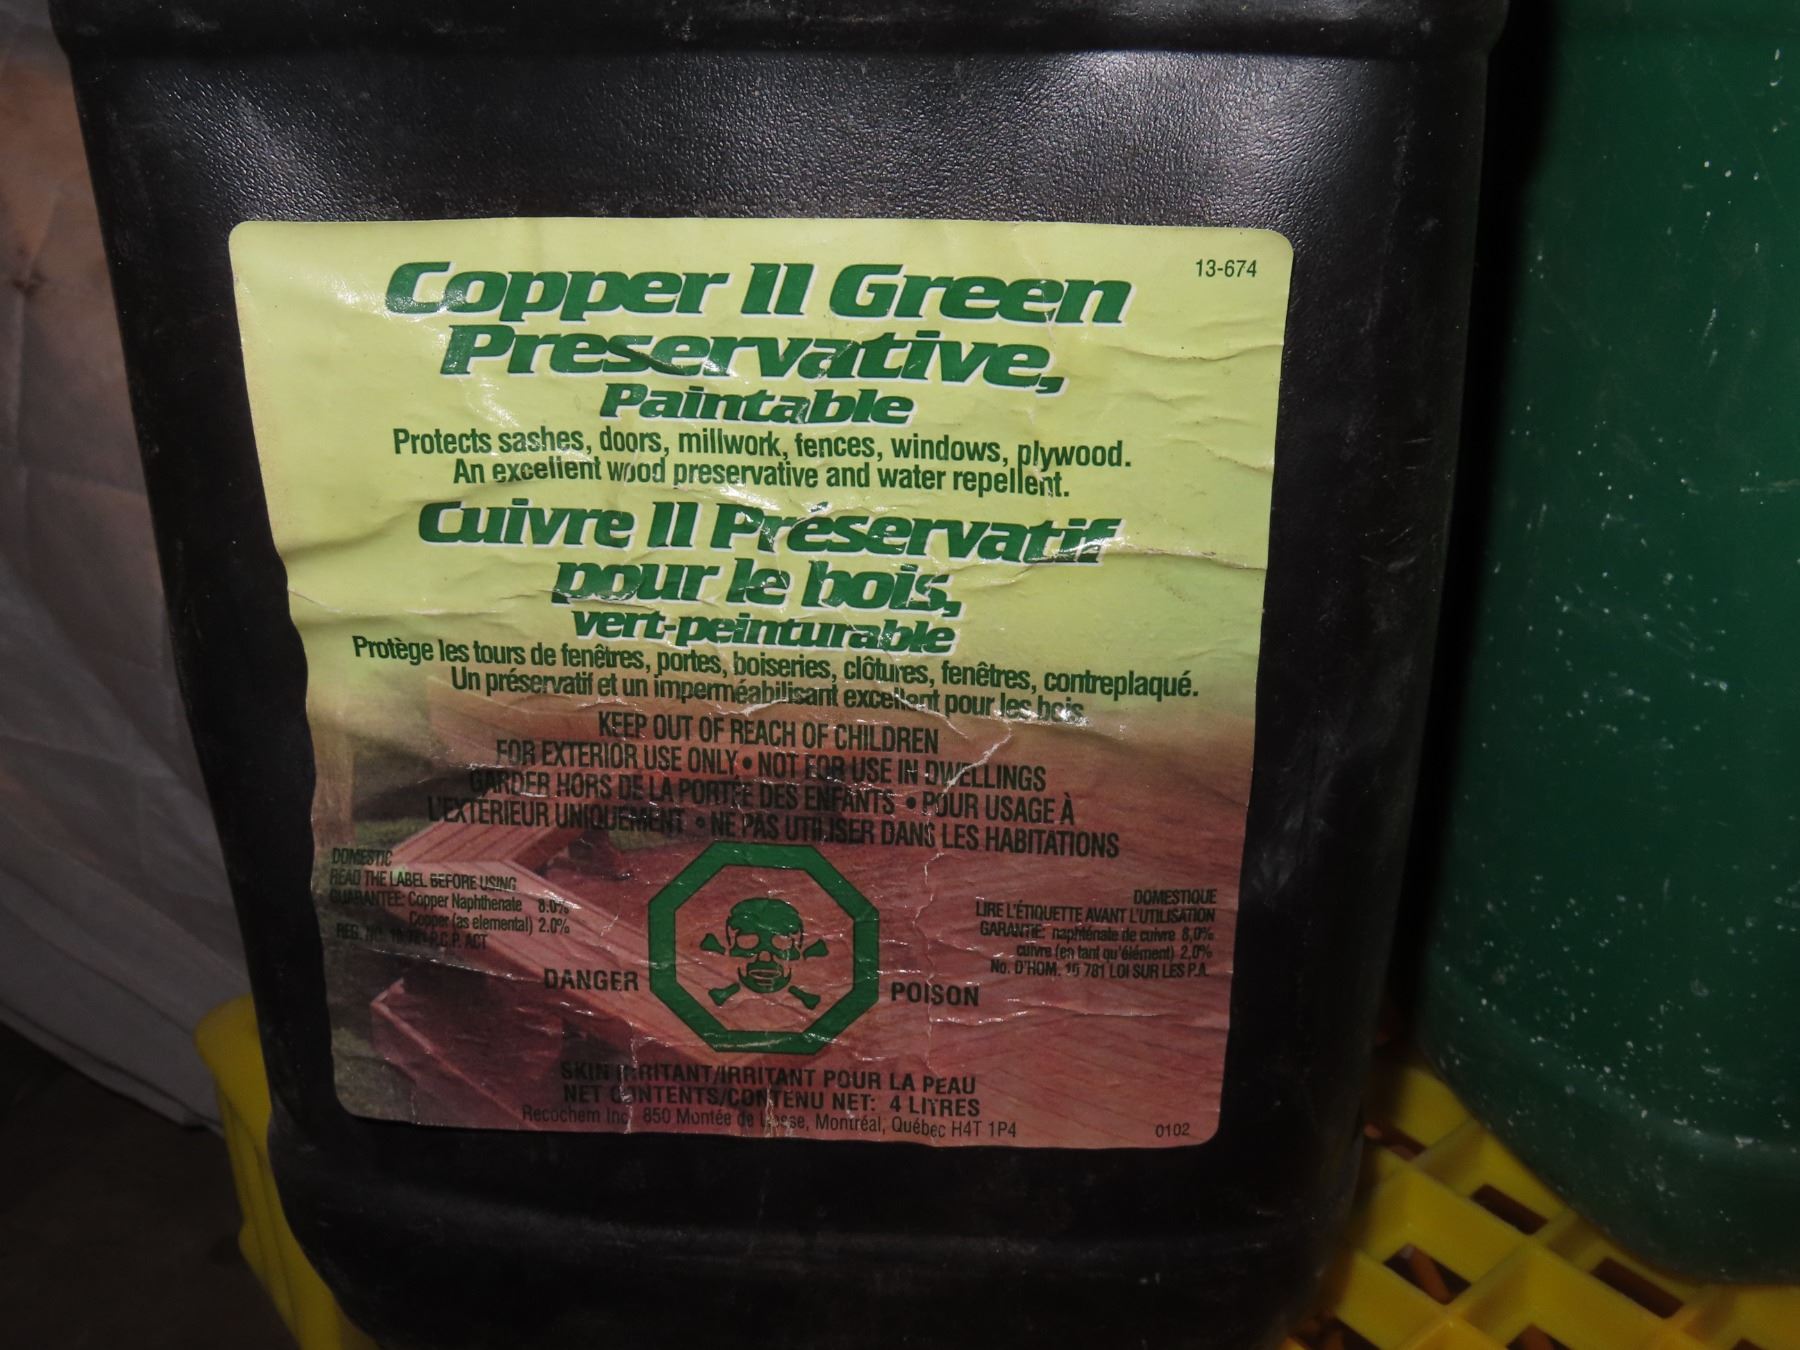 13-674
Copper II Green
Preservative,
Paintable
Protects sashes, doors, millwork, fences, windows, plywood.
An excellent wood preservative and water repellent.
Cuivre II Préservatif
pour le bois,
vert-peinturable
Protège les tours de fenêtres, portes, boiseries, clôtures, fenêtres, contreplaqué.
Un préservatif et un imperméabilisant excellent pour les bois
KEEP OUT OF REACH OF CHILDREN
FOR EXTERIOR USE ONLY • NOT FOR USE IN DWELLINGS
GARDER HORS DE LA PORTÉE DES ENFANTS • POUR USAGE À
L'EXTÉRIEUR UNIQUEMENT • NE PAS UTILISER DANS LES HABITATIONS
DOMESTIC
READ THE LABEL BEFORE USING
GUARANTEE: Copper Naphthenate 8.0%
Copper (as elemental) 2.0%
REG. NO. P.C.P. ACT
DOMESTIQUE
LIRE L'ÉTIQUETTE AVANT L'UTILISATION
GARANTIE: naphténate de cuivre 8,0%
cuivre (en tant qu'élément) 2,0%
No. D'HOM. 781 LOI SUR LES P.A.
DANGER
POISON
SKIN IRRITANT/IRRITANT POUR LA PEAU
NET CONTENTS/CONTENU NET: 4 LITRES
Recochem Inc. 850 Montée de Montréal, Québec H4T 1P4
0102